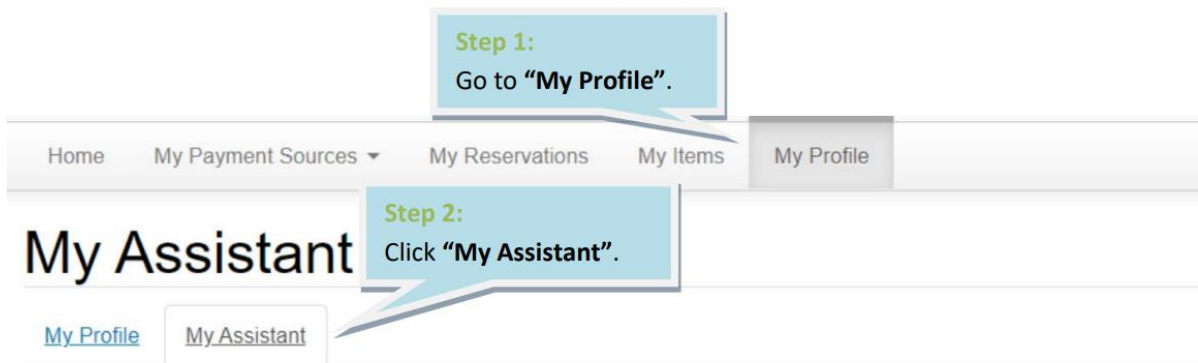 Step 1:
Go to “My Profile”.
Home My Payment Sources My Reservations My Items My Profile
Step 2:
Click “My Assistant”.
My Assistant
My Profile My Assistant